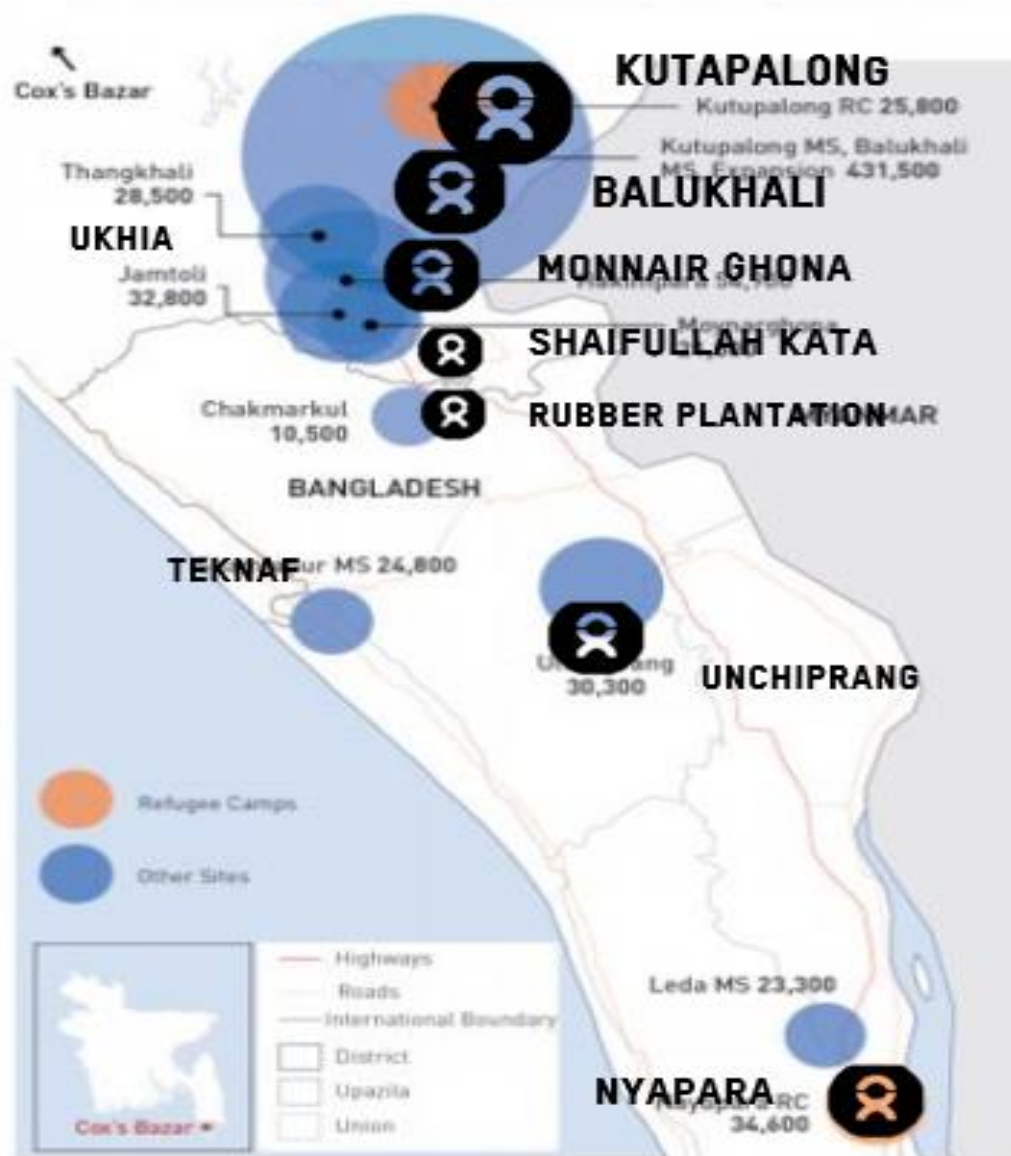 Cox's Bazar
KUTAPALONG
Kutupalong RC 25,800
Kutupalong MS, Balukhali
MS, Expansion 431,500
BALUKHALI
Thangkhali
28,500
UKHIA
MONNAIR GHONA
Jamtoli
32,800
SHAIFULLAH KATA
Chakmarkul
10,500
RUBBER PLANTATION
BANGLADESH
TEKNAF
MS 24,800
30,300
UNCHIPRANG
Refugee Camps
Other Sites
Highways
Roads
International Boundary
District
Upazila
Union
Cox's Bazar
Leda MS 23,300
NYAPARA
Nayapara RC
34,600